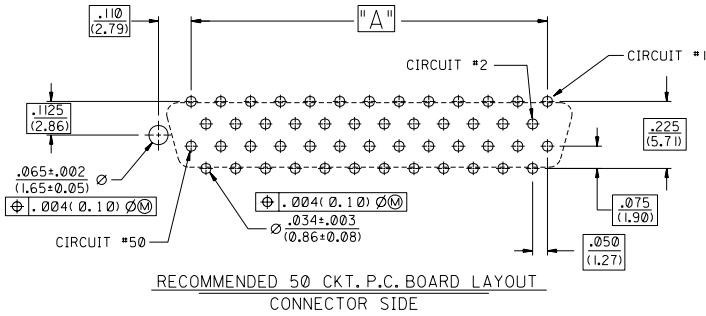 .110
(2.79)
"A"
CIRCUIT #1
CIRCUIT #2
.1125
(2.86)
.225
(5.71)
.065±.002
(1.65±0.05) Ø
⌖ .004(0.10) Ø Ⓜ
⌖ .004(0.10) Ø Ⓜ
Ø .034±.003
(0.86±0.08)
.075
(1.90)
CIRCUIT #50
.050
(1.27)
RECOMMENDED 50 CKT. P.C. BOARD LAYOUT
CONNECTOR SIDE